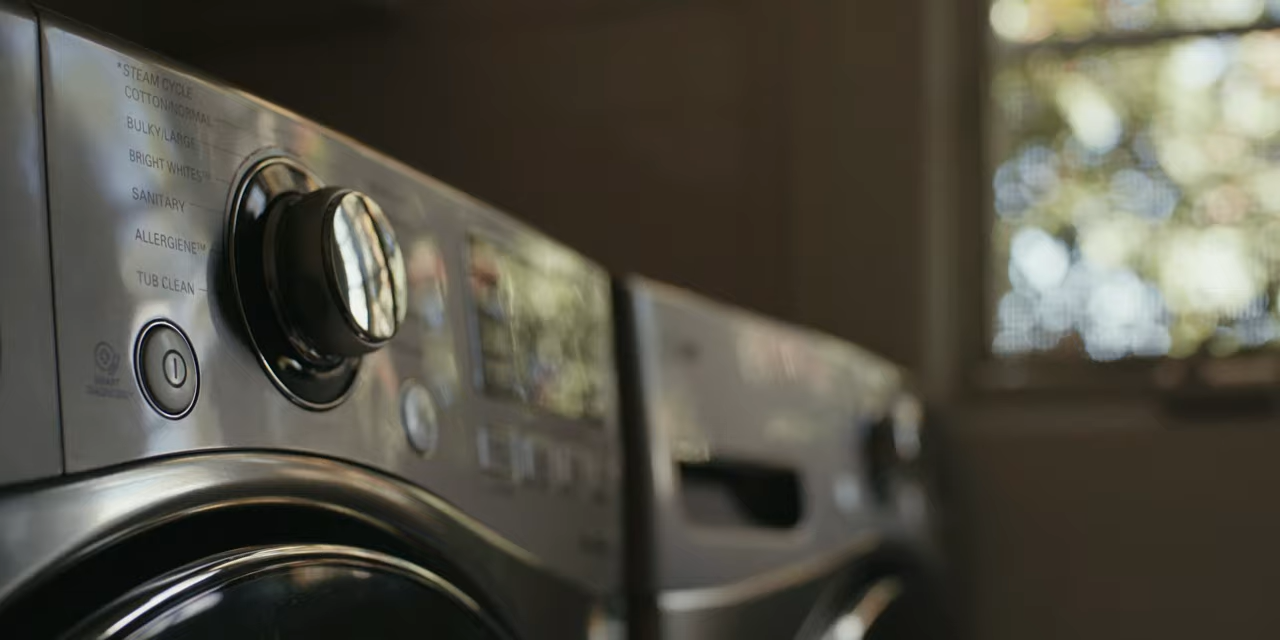 *STEAM CYCLE
COTTON/NORMAL
BULKY/LARGE
BRIGHT WHITES™
SANITARY
ALLERGIENE™
TUB CLEAN